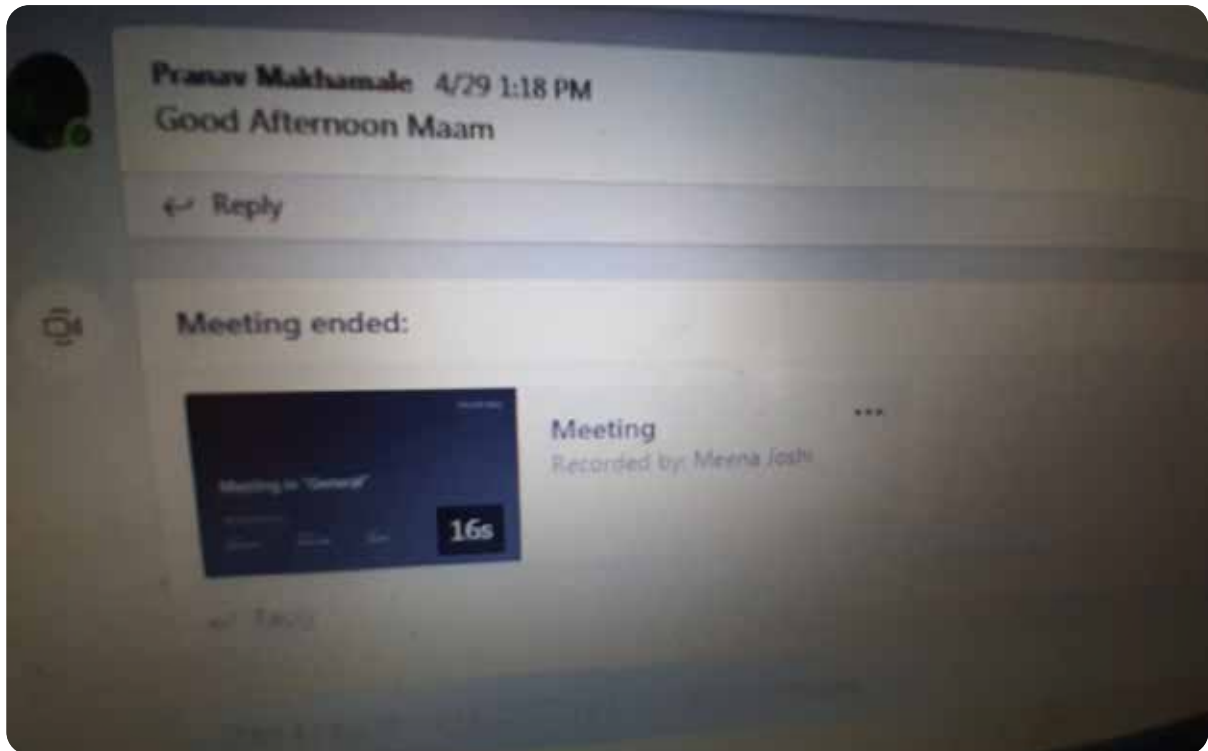 Pranav Makhamale 4/29 1:18 PM
Good Afternoon Maam
Reply
Meeting ended:
Meeting
Recorded by: Meena Joshi
Meeting in "General"
16s
Reply